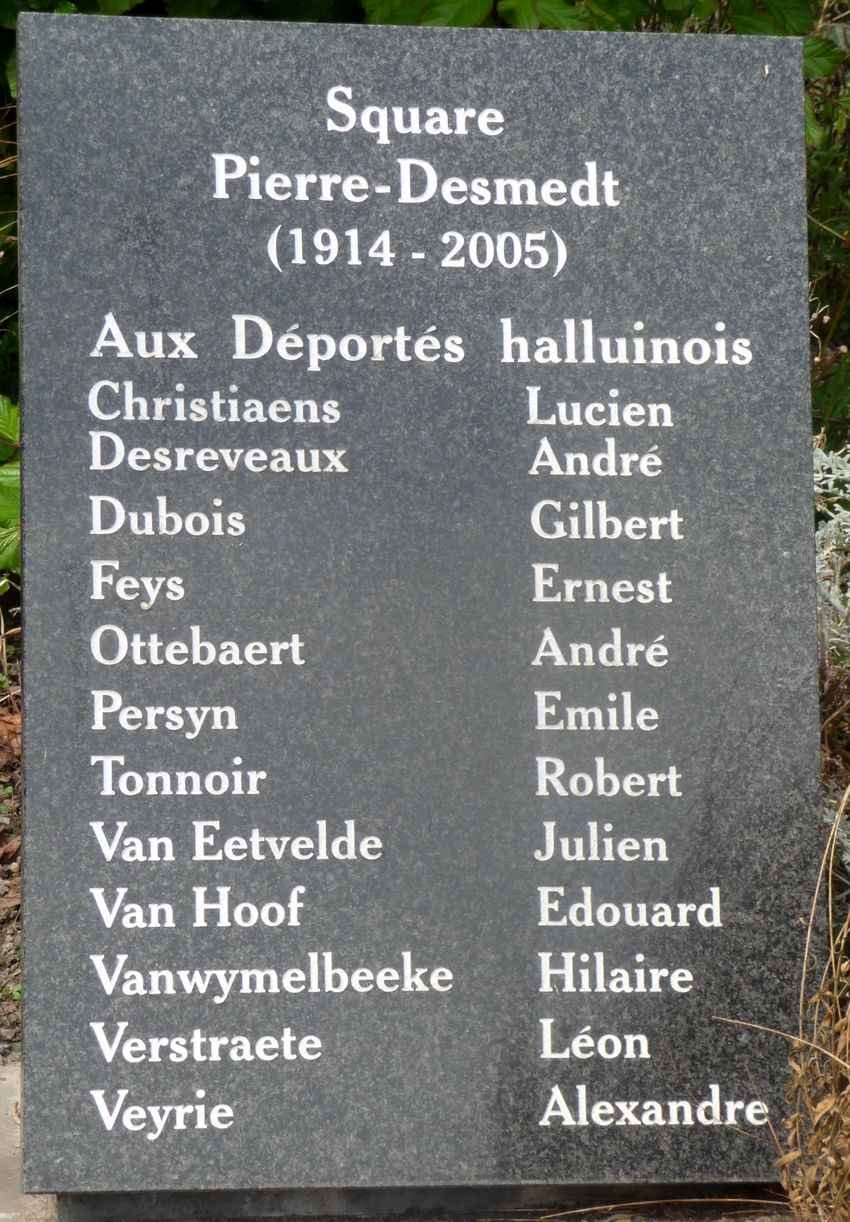 Square
Pierre-Desmedt
(1914 - 2005)
Aux Déportés halluinois
Christiaens Lucien
Desreveaux André
Dubois Gilbert
Feys Ernest
Ottebaert André
Persyn Emile
Tonnoir Robert
Van Eetvelde Julien
Van Hoof Edouard
Vanwymelbeeke Hilaire
Verstraete Léon
Veyrie Alexandre